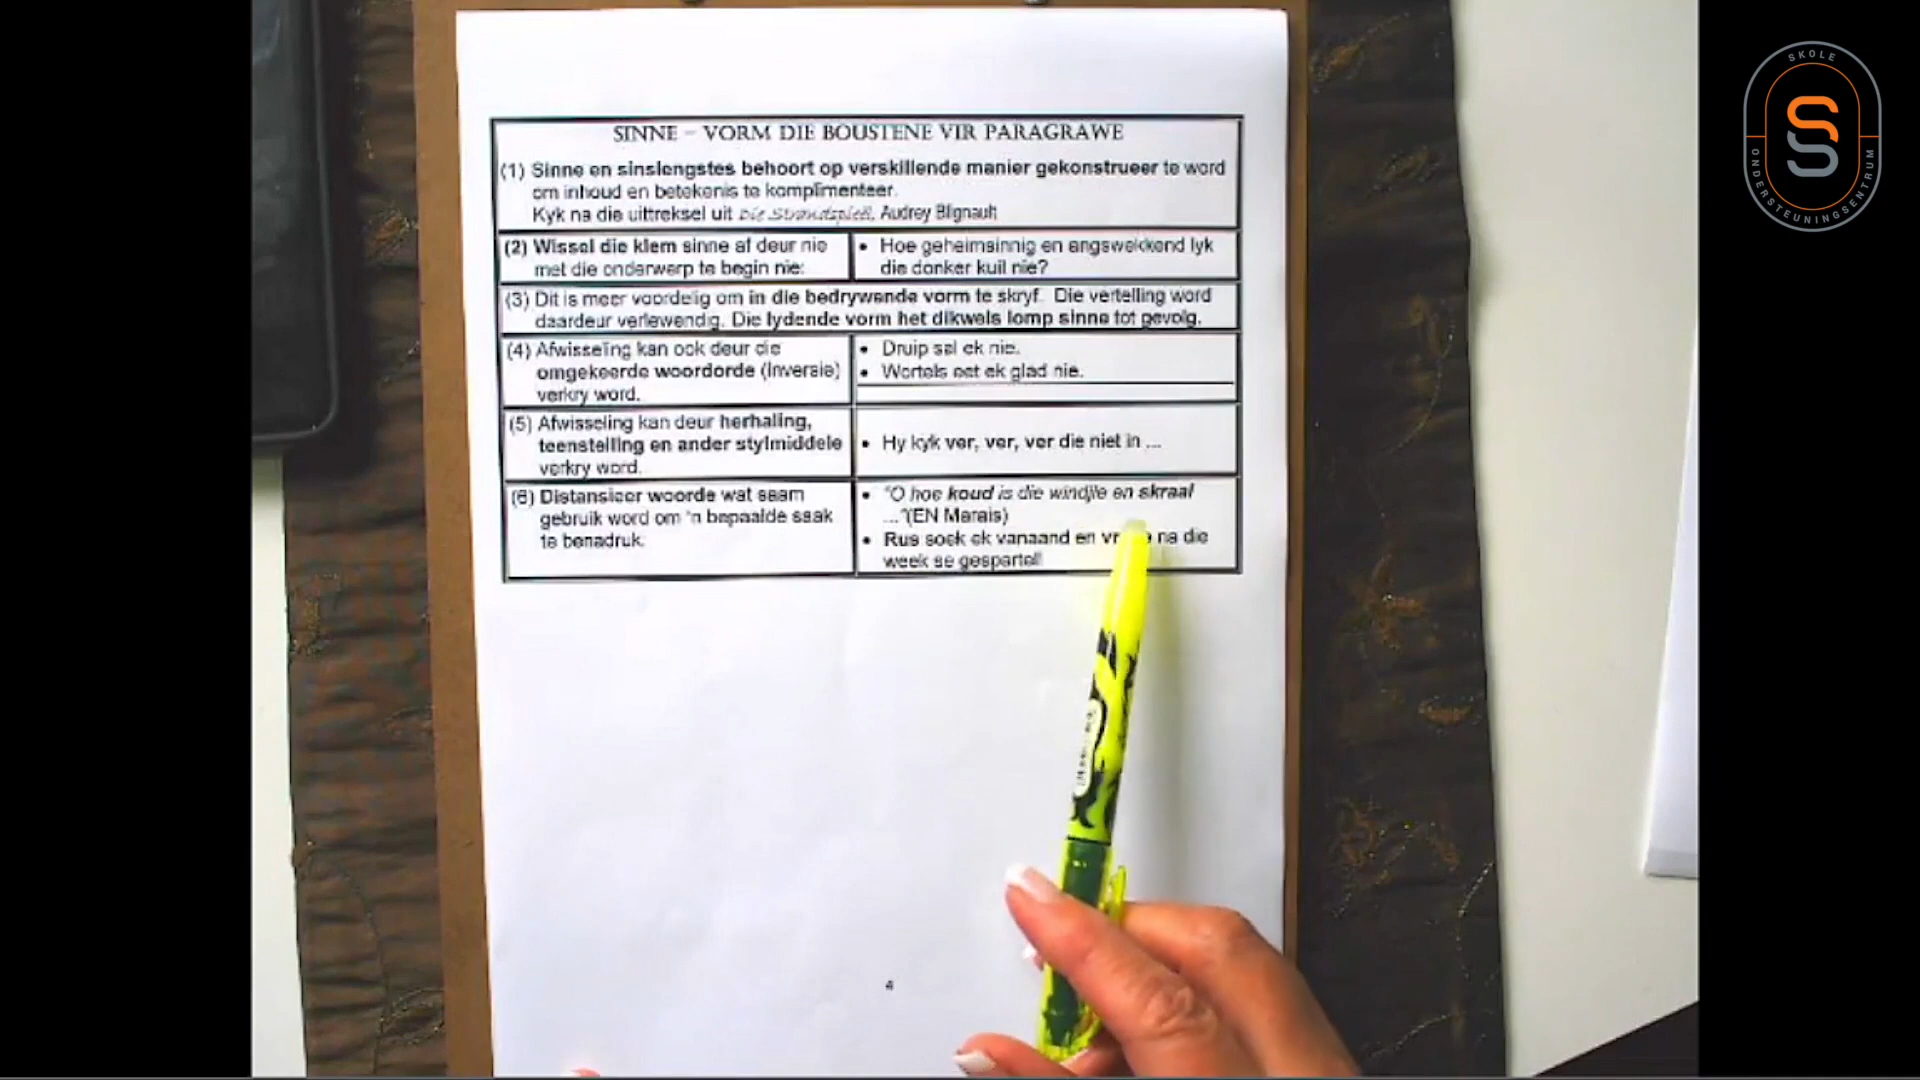 SINNE – VORM DIE BOUSTENE VIR PARAGRAWE
(1) Sinne en sinslengstes behoort op verskillende manier gekonstrueer te word
om inhoud en betekenis te komplimenteer.
Kyk na die uittreksel uit Die Strandspieël, Audrey Blignault
(2) Wissel die klem sinne af deur nie
met die onderwerp te begin nie:
• Hoe geheimsinnig en angswekkend lyk
die donker kuil nie?
(3) Dit is meer voordelig om in die bedrywende vorm te skryf. Die vertelling word
daardeur verlewendig. Die lydende vorm het dikwels lomp sinne tot gevolg.
(4) Afwisseling kan ook deur die
omgekeerde woordorde (Inversie)
verkry word.
• Druip sal ek nie.
• Wortels eet ek glad nie.
(5) Afwisseling kan deur herhaling,
teenstelling en ander stylmiddele
verkry word.
• Hy kyk ver, ver, ver die niet in ...
(6) Distansieer woorde wat saam
gebruik word om 'n bepaalde saak
te benadruk.
• "O hoe koud is die windjie en skraal
..."(EN Marais)
• Rus soek ek vanaand en na die
week se gespartel!
4
SKOLE
SS
ONDERSTEUNINGSENTRUM